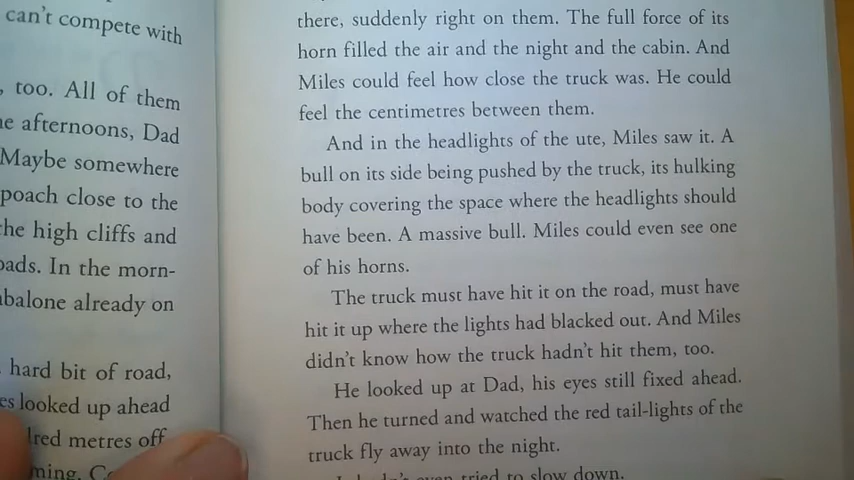 can't compete with
too. All of them
afternoons, Dad
Maybe somewhere
poach close to the
the high cliffs and
In the morn-
abalone already on
hard bit of road,
looked up ahead
metres off
there, suddenly right on them. The full force of its
horn filled the air and the night and the cabin. And
Miles could feel how close the truck was. He could
feel the centimetres between them.
And in the headlights of the ute, Miles saw it. A
bull on its side being pushed by the truck, its hulking
body covering the space where the headlights should
have been. A massive bull. Miles could even see one
of his horns.
The truck must have hit it on the road, must have
hit it up where the lights had blacked out. And Miles
didn't know how the truck hadn't hit them, too.
He looked up at Dad, his eyes still fixed ahead.
Then he turned and watched the red tail-lights of the
truck fly away into the night.
even tried to slow down.